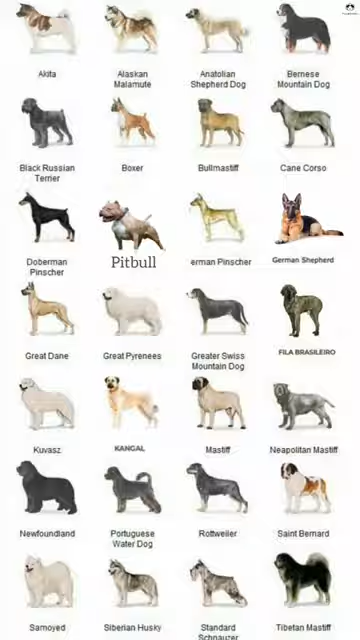 Akita
Alaskan
Malamute
Anatolian
Shepherd Dog
Bernese
Mountain Dog
Black Russian
Terrier
Boxer
Bullmastiff
Cane Corso
Doberman
Pinscher
Pitbull
erman Pinscher
German Shepherd
Great Dane
Great Pyrenees
Greater Swiss
Mountain Dog
FILA BRASILEIRO
Kuvasz
KANGAL
Mastiff
Neapolitan Mastiff
Newfoundland
Portuguese
Water Dog
Rottweiler
Saint Bernard
Samoyed
Siberian Husky
Standard
Schnauzer
Tibetan Mastiff